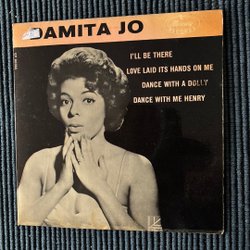 DAMITA JO
I'LL BE THERE
LOVE LAID ITS HANDS ON ME
DANCE WITH A DOLLY
DANCE WITH ME HENRY